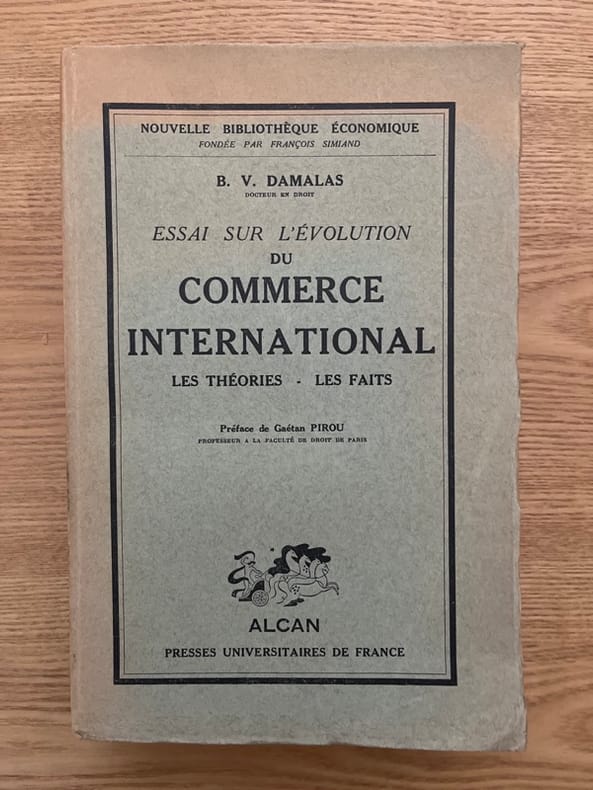 NOUVELLE BIBLIOTHÈQUE ÉCONOMIQUE
FONDÉE PAR FRANÇOIS SIMIAND
B. V. DAMALAS
DOCTEUR EN DROIT
ESSAI SUR L'ÉVOLUTION
DU
COMMERCE
INTERNATIONAL
LES THÉORIES - LES FAITS
Préface de Gaétan PIROU
PROFESSEUR A LA FACULTÉ DE DROIT DE PARIS
ALCAN
PRESSES UNIVERSITAIRES DE FRANCE